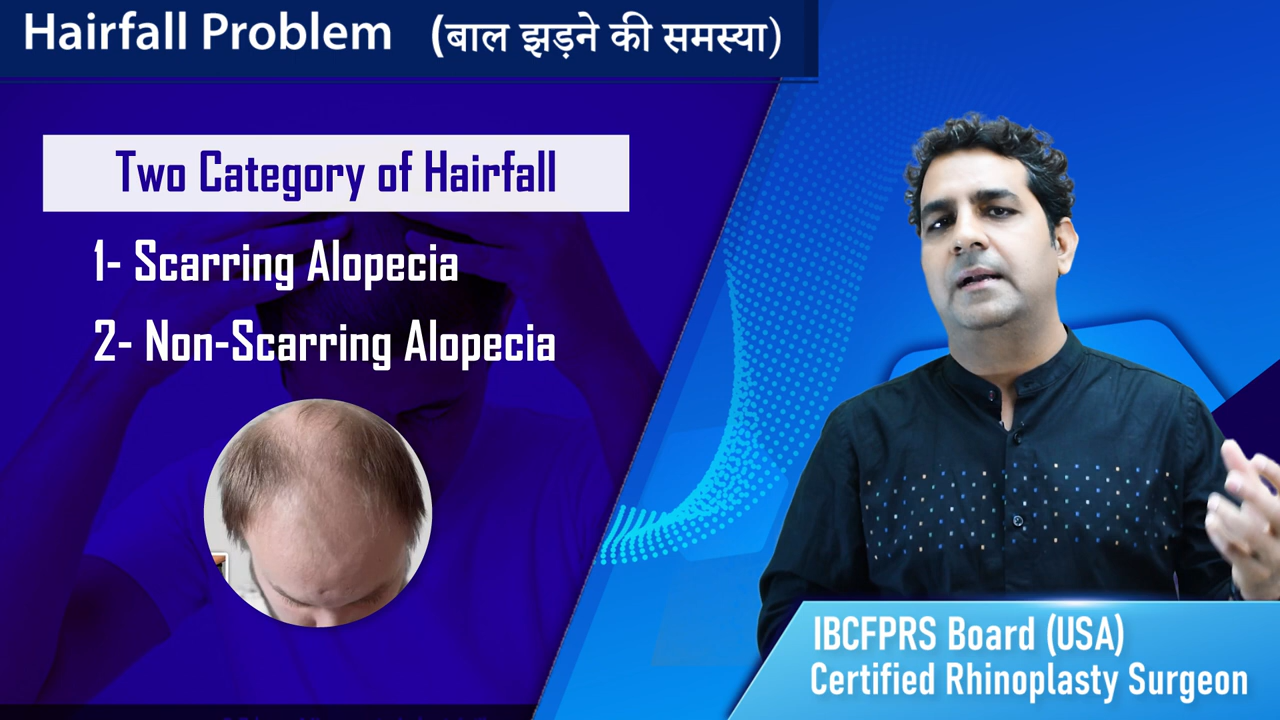 Hairfall Problem (बाल झड़ने की समस्या)
Two Category of Hairfall
1- Scarring Alopecia
2- Non-Scarring Alopecia
IBCFPRS Board (USA)
Certified Rhinoplasty Surgeon